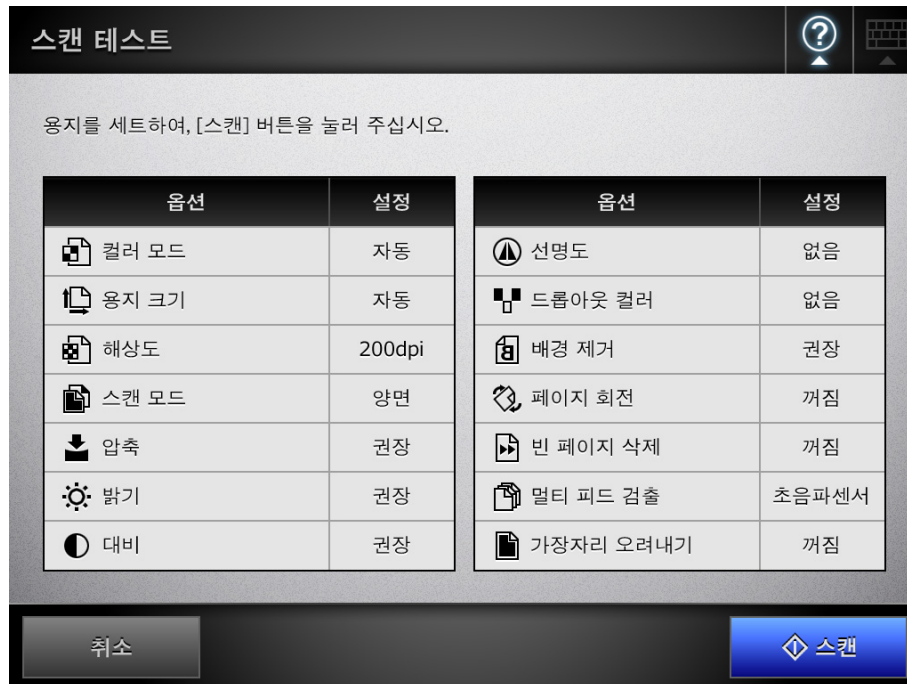 스캔 테스트
용지를 세트하여, [스캔] 버튼을 눌러 주십시오.
옵션 설정
컬러 모드 자동
용지 크기 자동
해상도 200dpi
스캔 모드 양면
압축 권장
밝기 권장
대비 권장
옵션 설정
선명도 없음
드롭아웃 컬러 없음
배경 제거 권장
페이지 회전 꺼짐
빈 페이지 삭제 꺼짐
멀티 피드 검출 초음파센서
가장자리 오려내기 꺼짐
취소
스캔